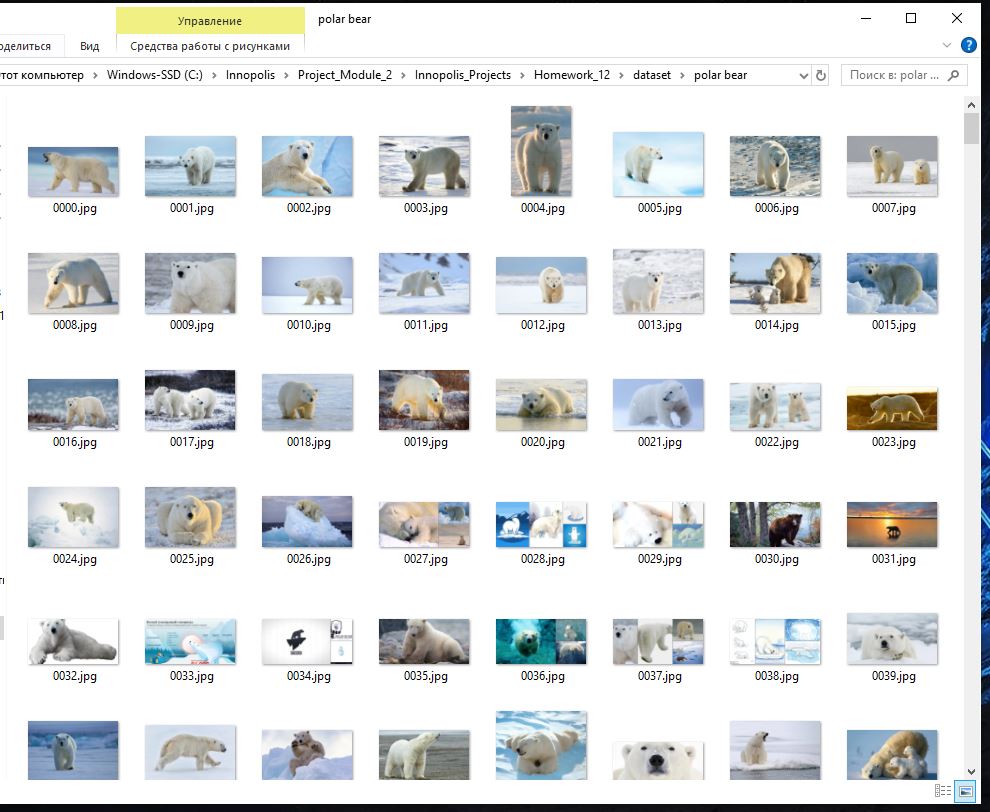 Управление
polar bear
оделиться
Вид
Средства работы с рисунками
тот компьютер > Windows-SSD (C:) > Innopolis > Project_Module_2 > Innopolis_Projects > Homework_12 > dataset > polar bear
Поиск в: polar ...
0000.jpg
0001.jpg
0002.jpg
0003.jpg
0004.jpg
0005.jpg
0006.jpg
0007.jpg
0008.jpg
0009.jpg
0010.jpg
0011.jpg
0012.jpg
0013.jpg
0014.jpg
0015.jpg
0016.jpg
0017.jpg
0018.jpg
0019.jpg
0020.jpg
0021.jpg
0022.jpg
0023.jpg
0024.jpg
0025.jpg
0026.jpg
0027.jpg
0028.jpg
0029.jpg
0030.jpg
0031.jpg
0032.jpg
0033.jpg
0034.jpg
0035.jpg
0036.jpg
0037.jpg
0038.jpg
0039.jpg